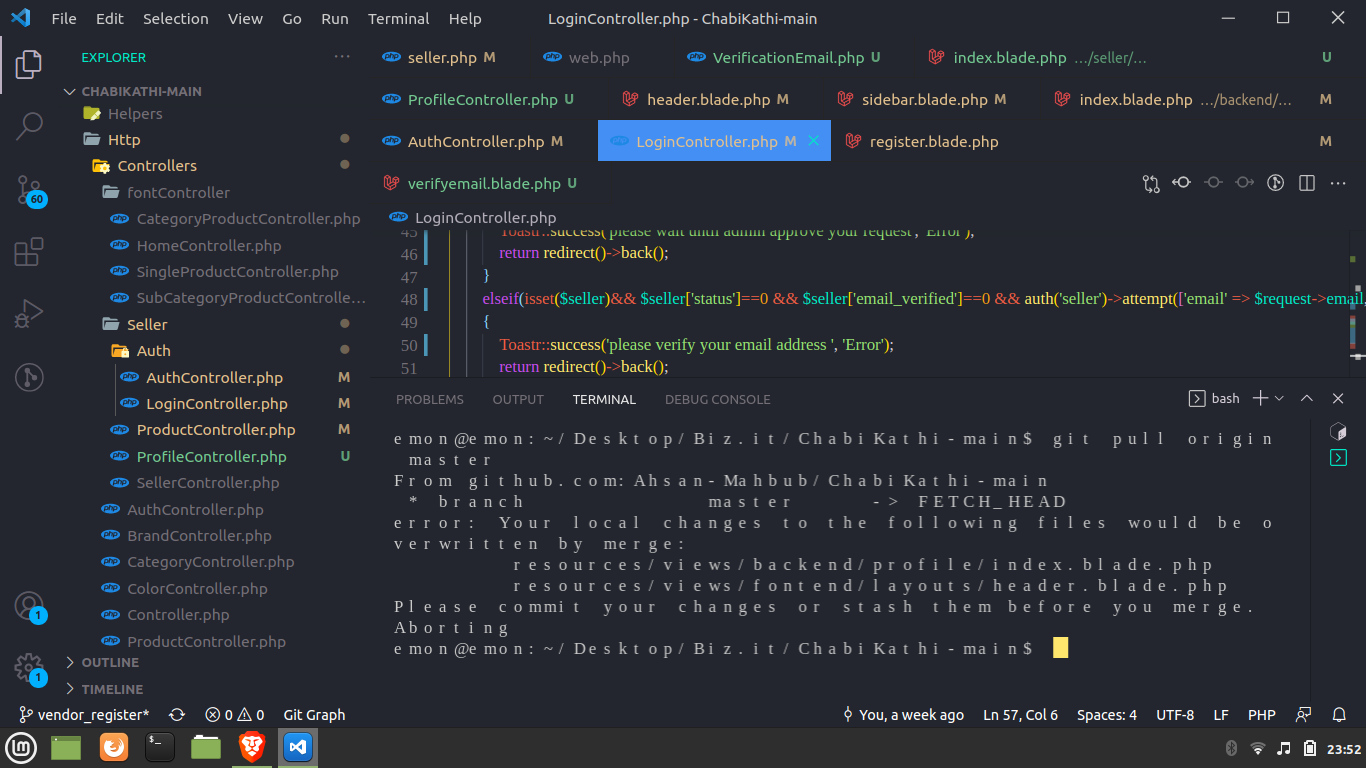 File Edit Selection View Go Run Terminal Help LoginController.php - ChabiKathi-main
EXPLORER ···
CHABIKATHI-MAIN
Helpers
Http
Controllers
fontController
CategoryProductController.php
HomeController.php
SingleProductController.php
SubCategoryProductControlle...
Seller
Auth
AuthController.php M
LoginController.php M
ProductController.php M
ProfileController.php U
SellerController.php
AuthController.php
BrandController.php
CategoryController.php
ColorController.php
Controller.php
ProductController.php
OUTLINE
TIMELINE
60
1
1
seller.php M web.php VerificationEmail.php U index.blade.php .../seller/... U
ProfileController.php U header.blade.php M sidebar.blade.php M index.blade.php .../backend/... M
AuthController.php M LoginController.php M register.blade.php M
verifyemail.blade.php U
LoginController.php
45 Toastr::success('please wait until admin approve your request', 'Error');
46 return redirect()->back();
47 }
48 elseif(isset($seller)&& $seller['status']==0 && $seller['email_verified']==0 && auth('seller')->attempt(['email' => $request->email,
49 {
50 Toastr::success('please verify your email address ', 'Error');
51 return redirect()->back();
PROBLEMS OUTPUT TERMINAL DEBUG CONSOLE bash
emon@emon:~/Desktop/Biz.it/ChabiKathi-main$ git pull origin
master
From github.com:Ahsan-Mahbub/ChabiKathi-main
* branch master -> FETCH_HEAD
error: Your local changes to the following files would be o
verwritten by merge:
resources/views/backend/profile/index.blade.php
resources/views/fontend/layouts/header.blade.php
Please commit your changes or stash them before you merge.
Aborting
emon@emon:~/Desktop/Biz.it/ChabiKathi-main$
vendor_register* 0 0 Git Graph You, a week ago Ln 57, Col 6 Spaces: 4 UTF-8 LF PHP
23:52